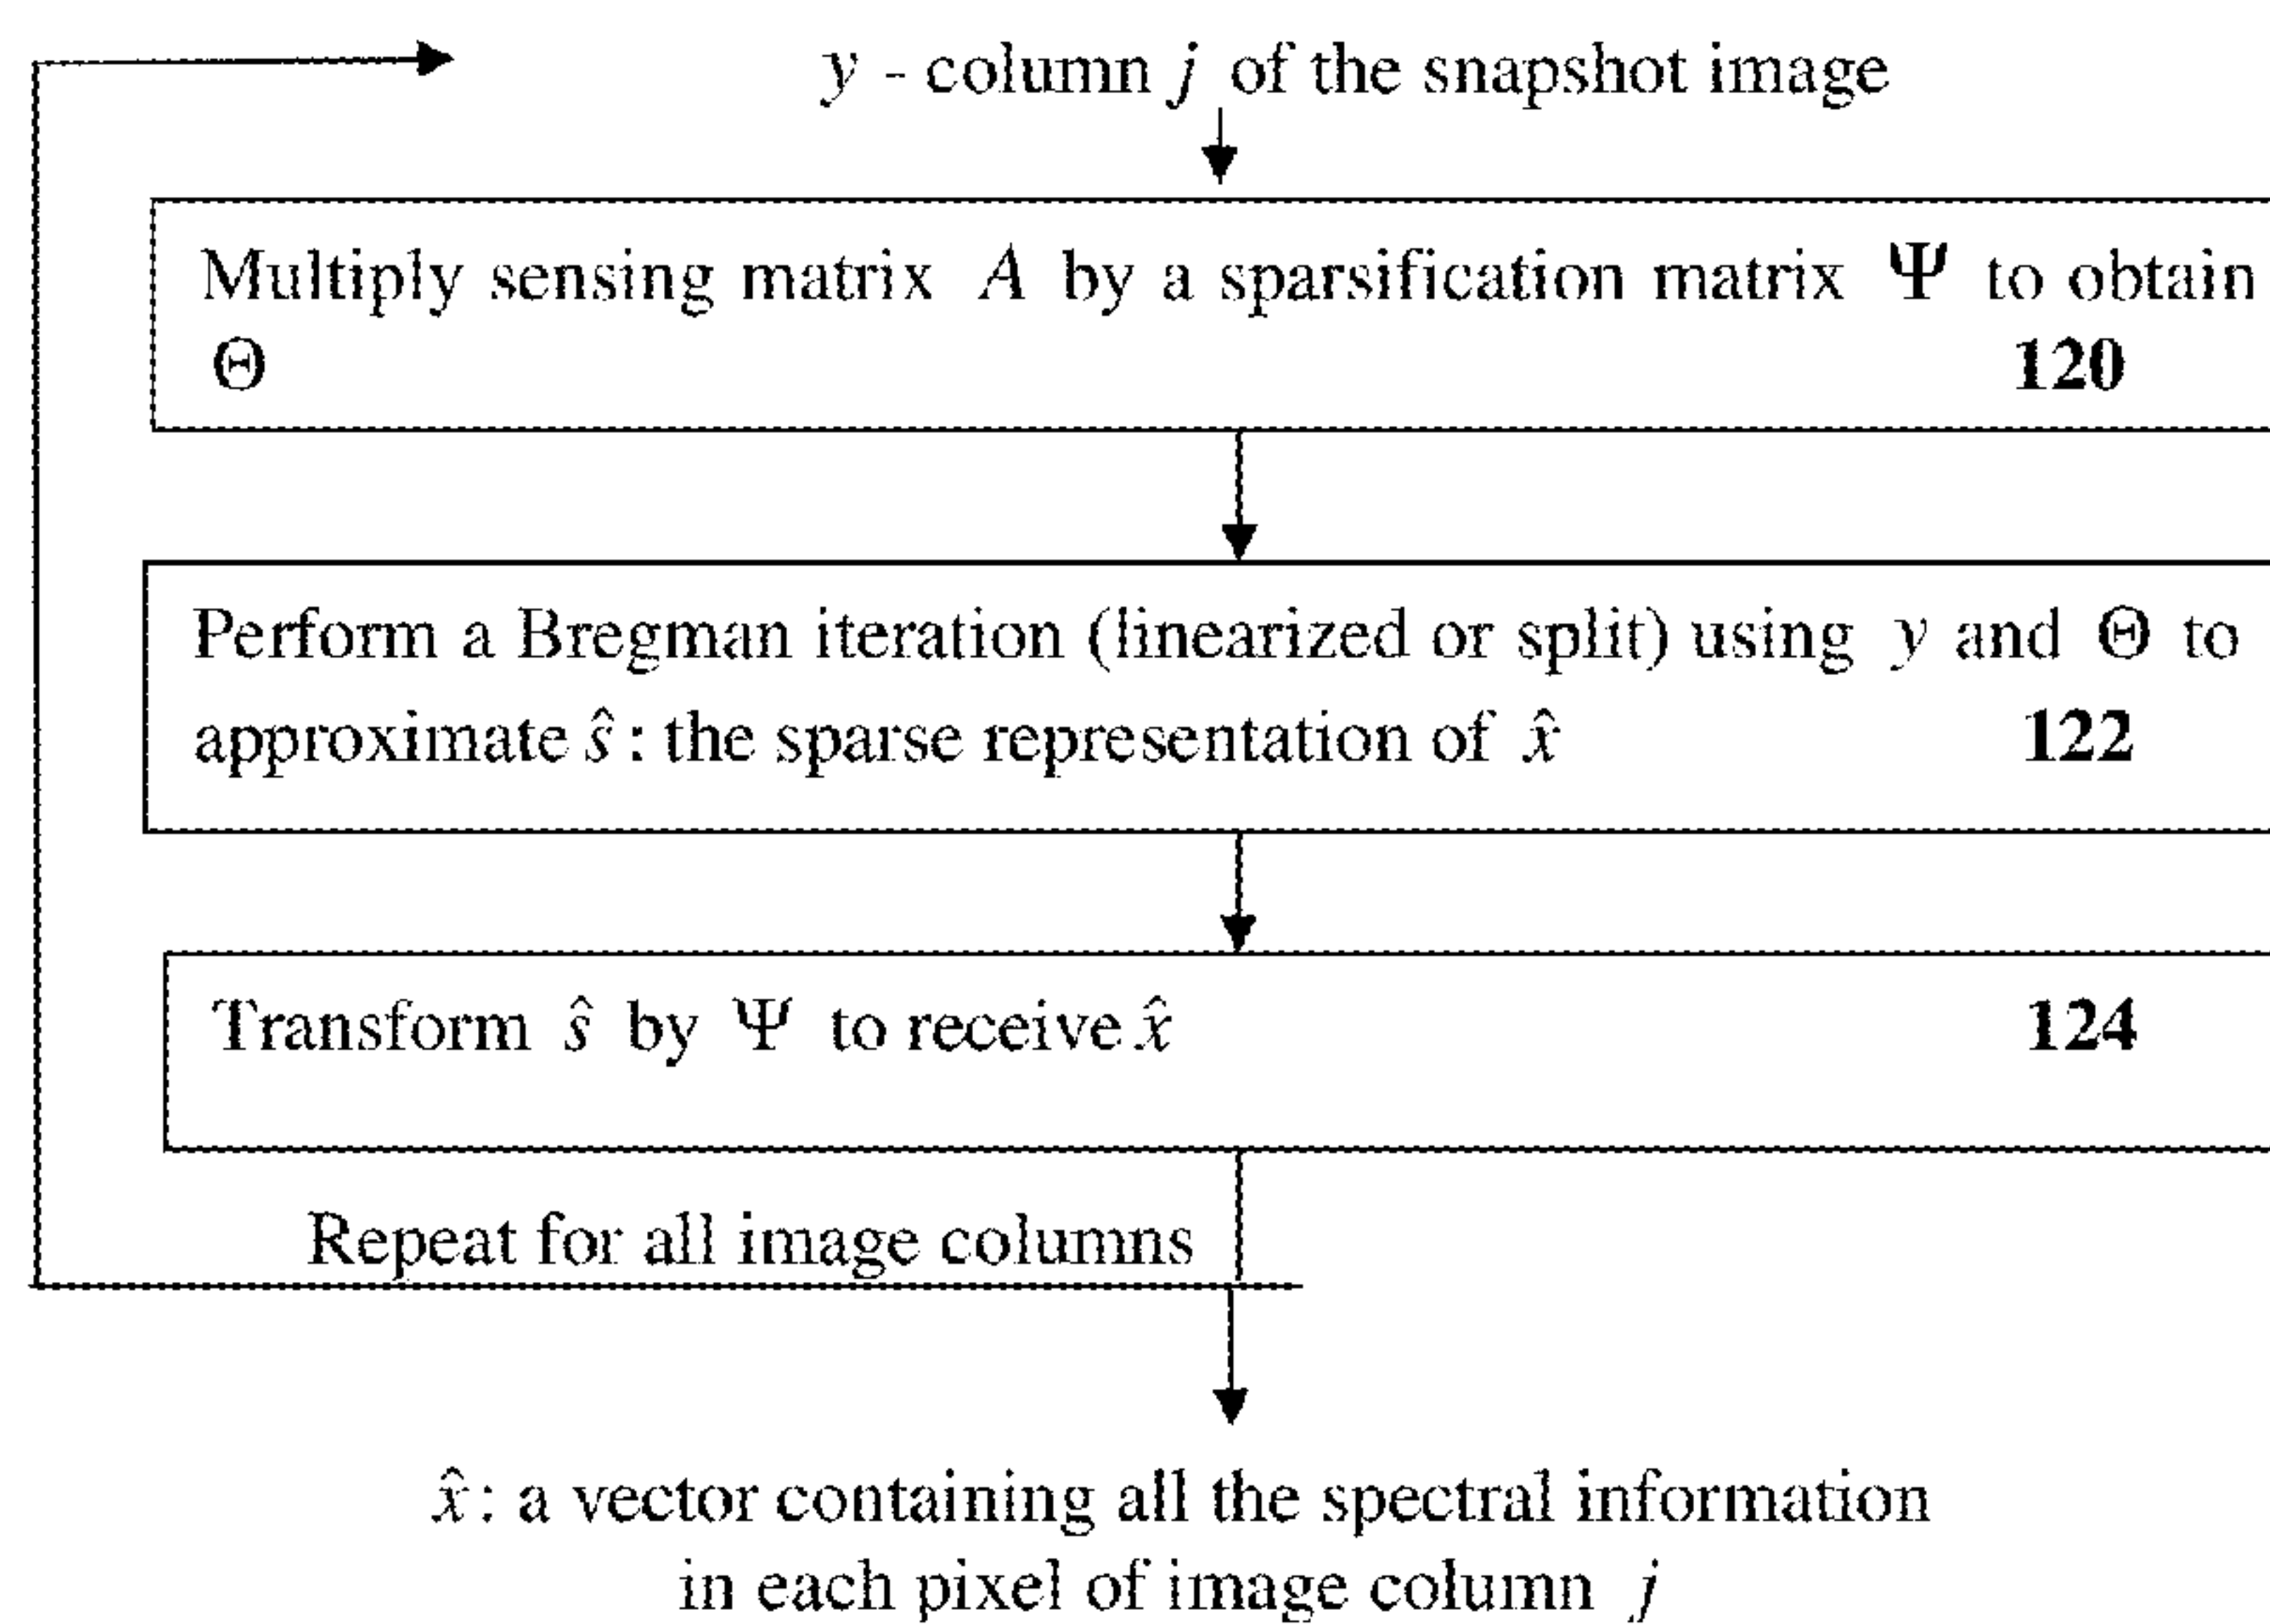 y - column j of the snapshot image
Multiply sensing matrix A by a sparsification matrix Ψ to obtain
Θ 120
Perform a Bregman iteration (linearized or split) using y and Θ to
approximate ŝ : the sparse representation of x̂ 122
Transform ŝ by Ψ to receive x̂ 124
Repeat for all image columns
x̂ : a vector containing all the spectral information
in each pixel of image column j